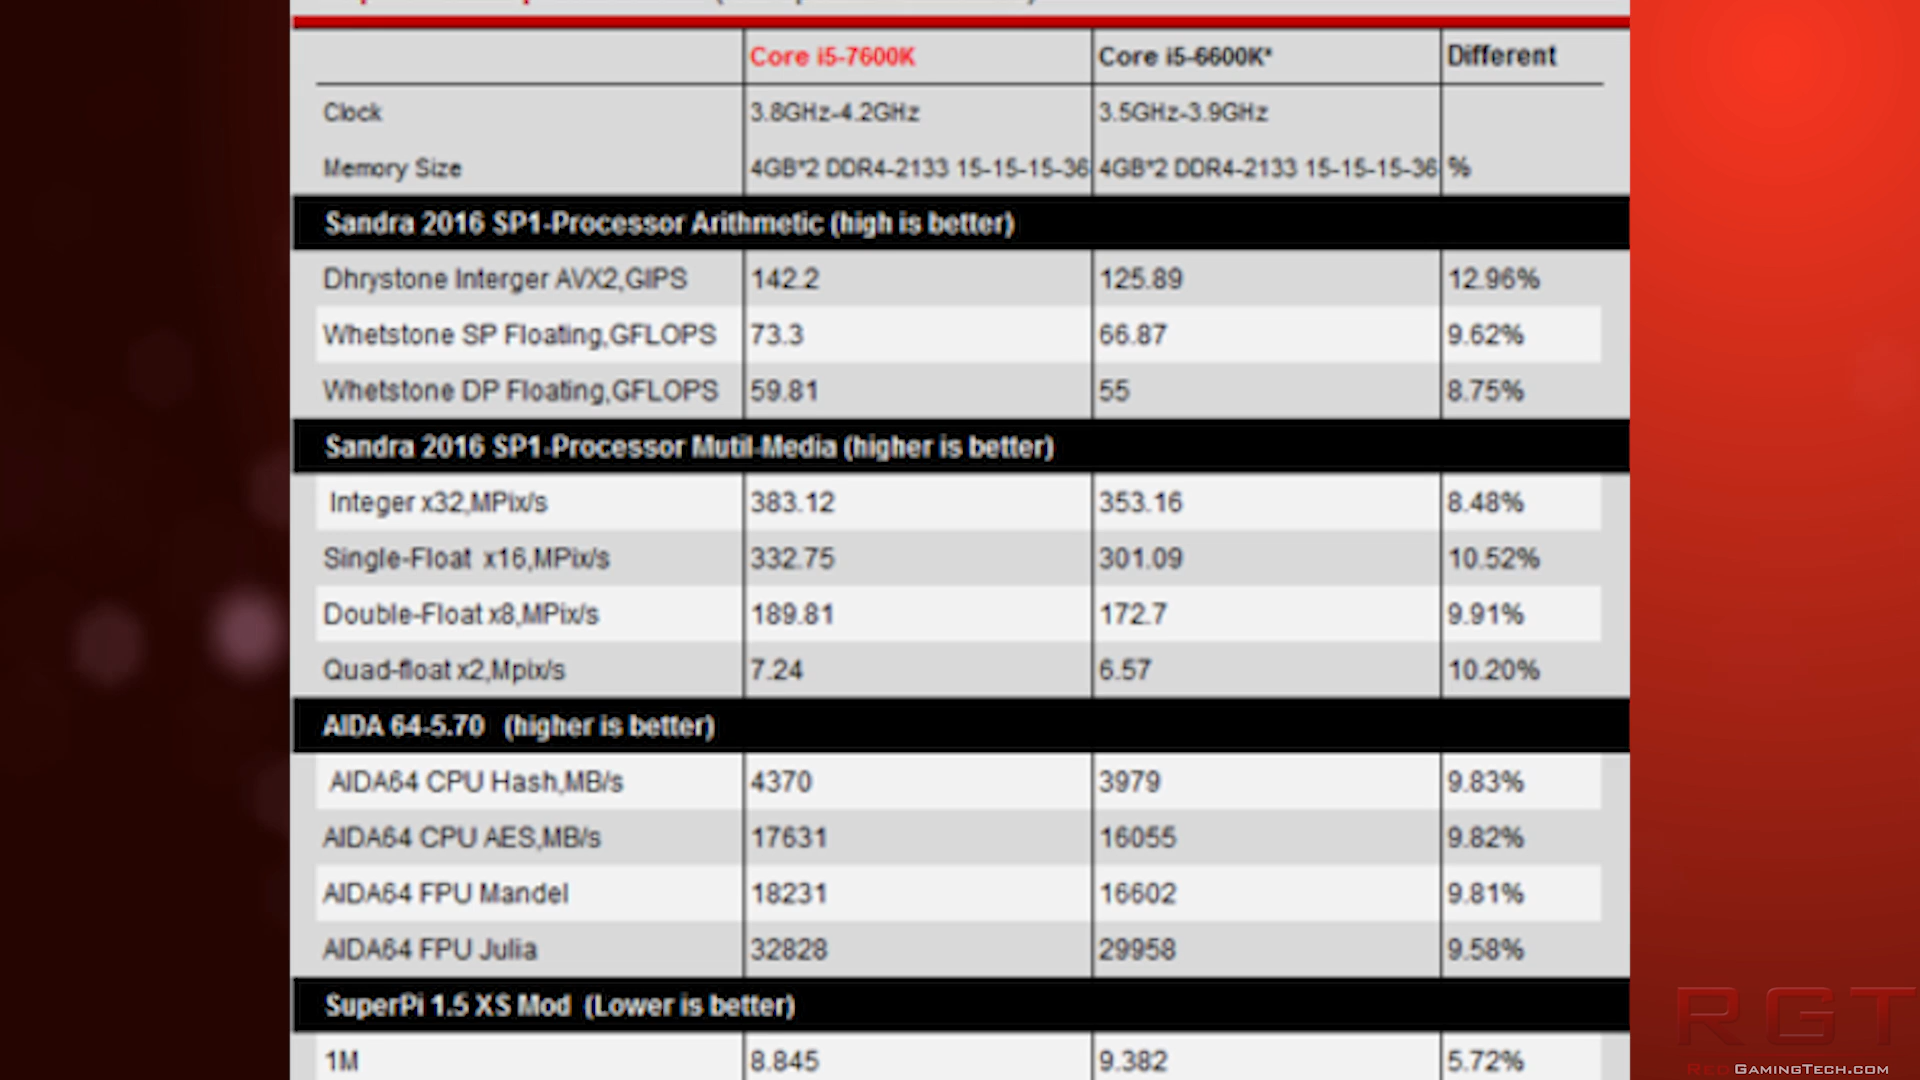 Core i5-7600K Core i5-6600K* Different
Clock 3.8GHz-4.2GHz 3.5GHz-3.9GHz
Memory Size 4GB*2 DDR4-2133 15-15-15-36 4GB*2 DDR4-2133 15-15-15-36 %
Sandra 2016 SP1-Processor Arithmetic (high is better)
Dhrystone Interger AVX2,GIPS 142.2 125.89 12.96%
Whetstone SP Floating,GFLOPS 73.3 66.87 9.62%
Whetstone DP Floating,GFLOPS 59.81 55 8.75%
Sandra 2016 SP1-Processor Mutil-Media (higher is better)
Integer x32,MPix/s 383.12 353.16 8.48%
Single-Float x16,MPix/s 332.75 301.09 10.52%
Double-Float x8,MPix/s 189.81 172.7 9.91%
Quad-float x2,Mpix/s 7.24 6.57 10.20%
AIDA 64-5.70 (higher is better)
AIDA64 CPU Hash,MB/s 4370 3979 9.83%
AIDA64 CPU AES,MB/s 17631 16055 9.82%
AIDA64 FPU Mandel 18231 16602 9.81%
AIDA64 FPU Julia 32828 29958 9.58%
SuperPi 1.5 XS Mod (Lower is better)
1M 8.845 9.382 5.72%
RGT
RedGamingTech.com